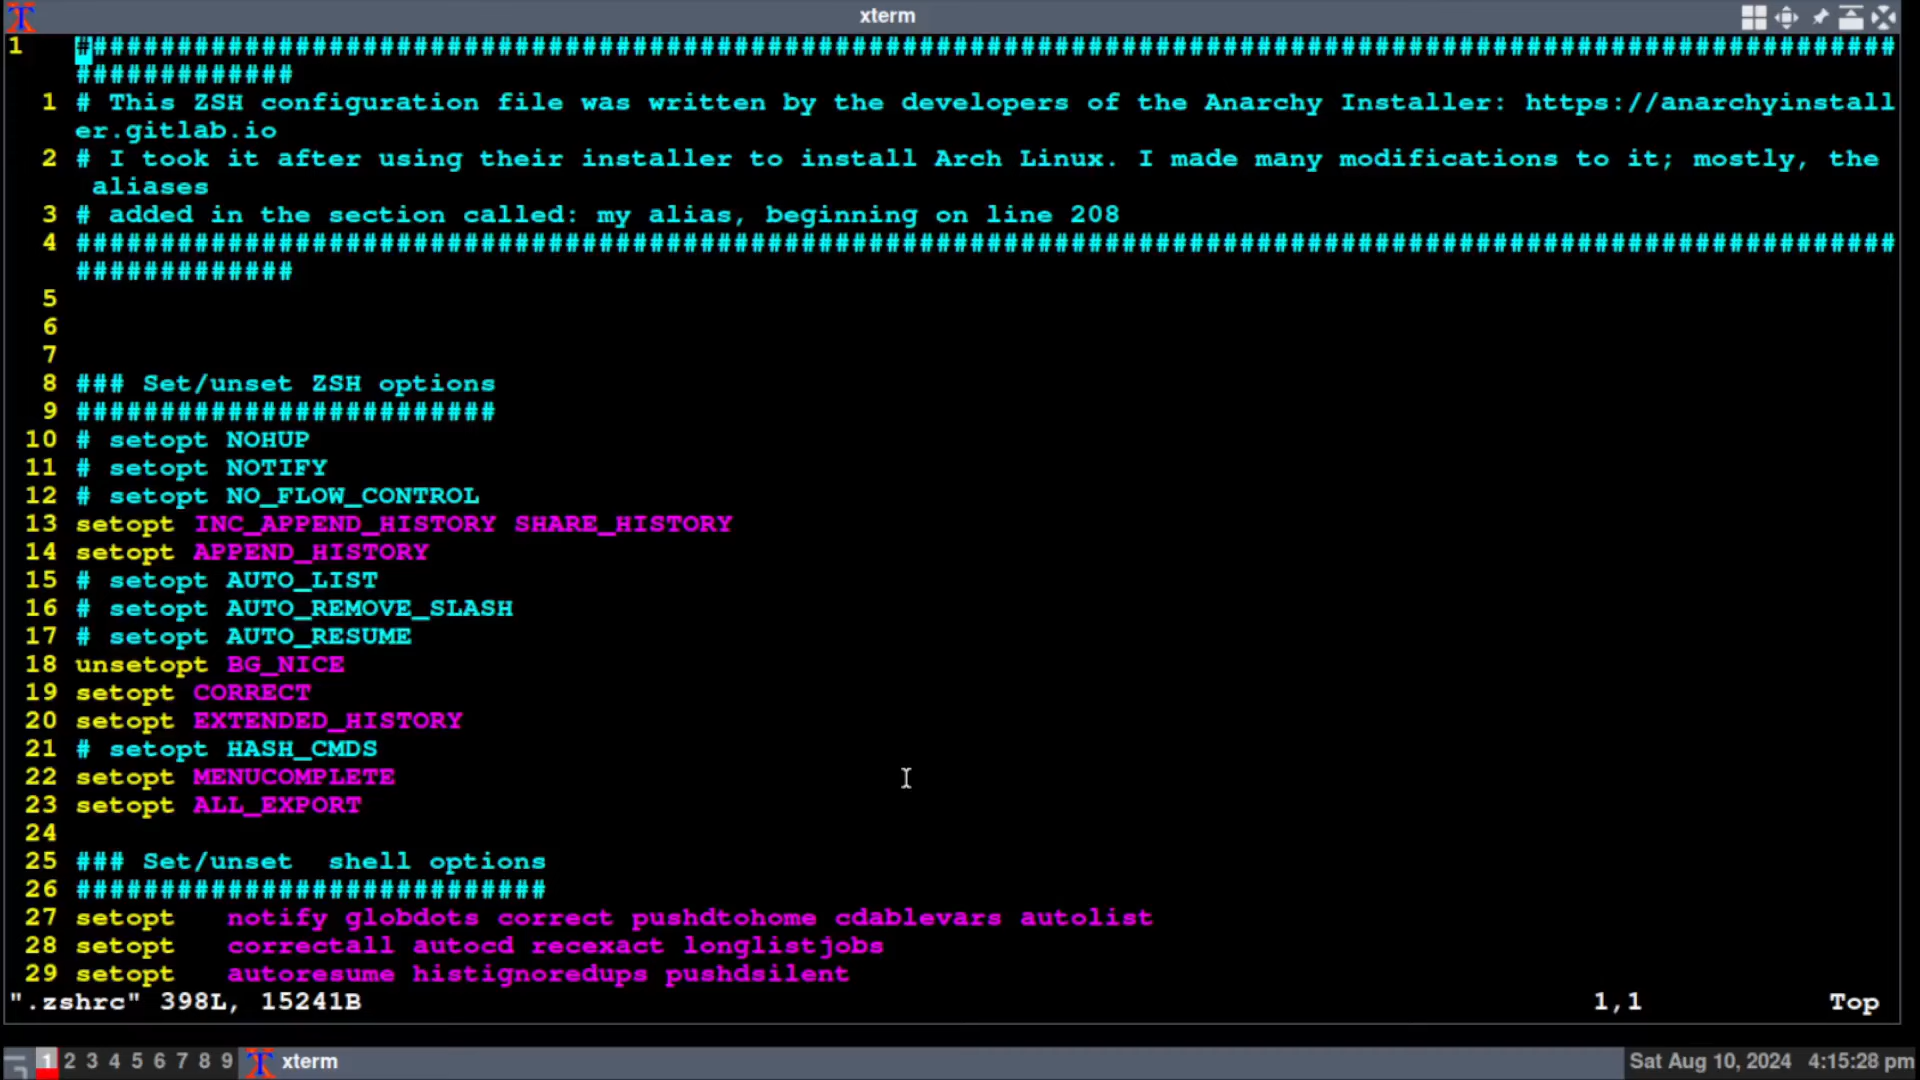 xterm
1 ############################################################################################################
#############
1 # This ZSH configuration file was written by the developers of the Anarchy Installer: https://anarchyinstall
er.gitlab.io
2 # I took it after using their installer to install Arch Linux. I made many modifications to it; mostly, the
aliases
3 # added in the section called: my alias, beginning on line 208
4 ############################################################################################################
#############
5
6
7
8 ### Set/unset ZSH options
9 #########################
10 # setopt NOHUP
11 # setopt NOTIFY
12 # setopt NO_FLOW_CONTROL
13 setopt INC_APPEND_HISTORY SHARE_HISTORY
14 setopt APPEND_HISTORY
15 # setopt AUTO_LIST
16 # setopt AUTO_REMOVE_SLASH
17 # setopt AUTO_RESUME
18 unsetopt BG_NICE
19 setopt CORRECT
20 setopt EXTENDED_HISTORY
21 # setopt HASH_CMDS
22 setopt MENUCOMPLETE
23 setopt ALL_EXPORT
24
25 ### Set/unset  shell options
26 ############################
27 setopt   notify globdots correct pushdtohome cdablevars autolist
28 setopt   correctall autocd recexact longlistjobs
29 setopt   autoresume histignoredups pushdsilent
".zshrc" 398L, 15241B 1,1 Top
1 2 3 4 5 6 7 8 9 xterm Sat Aug 10, 2024 4:15:28 pm